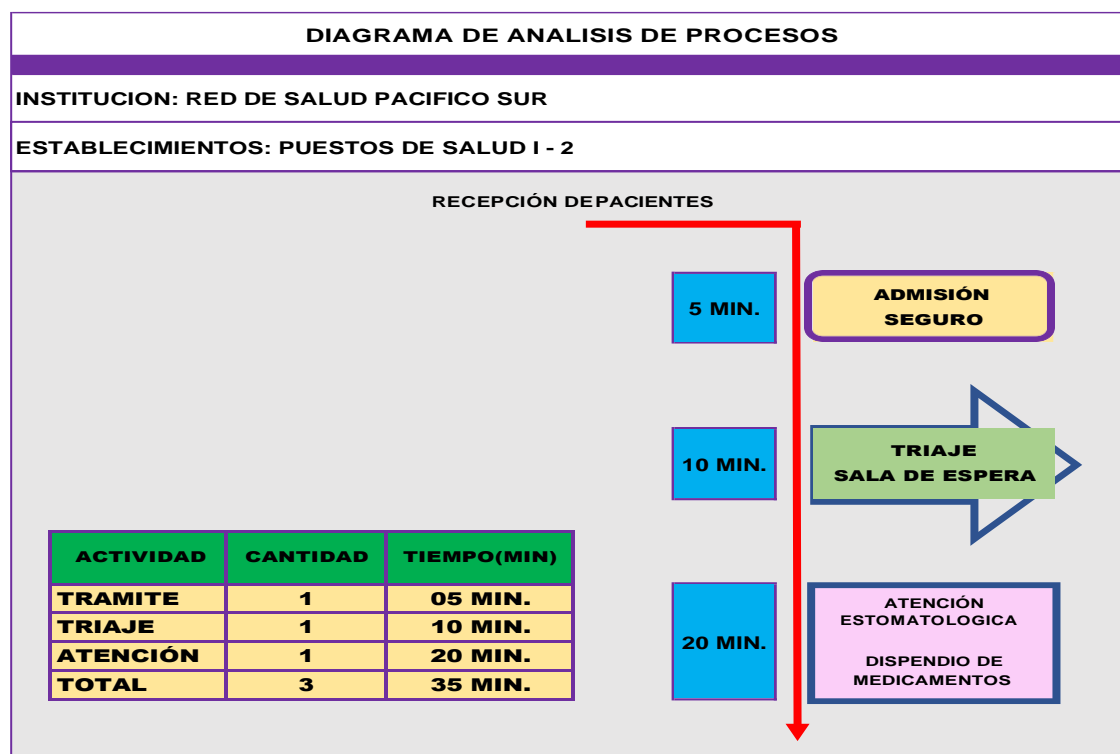 DIAGRAMA DE ANALISIS DE PROCESOS
INSTITUCION: RED DE SALUD PACIFICO SUR
ESTABLECIMIENTOS: PUESTOS DE SALUD I - 2
RECEPCIÓN DE PACIENTES
5 MIN.
ADMISIÓN
SEGURO
10 MIN.
TRIAJE
SALA DE ESPERA
ACTIVIDAD CANTIDAD TIEMPO(MIN)
TRAMITE 1 05 MIN.
TRIAJE 1 10 MIN.
ATENCIÓN 1 20 MIN.
TOTAL 3 35 MIN.
20 MIN.
ATENCIÓN
ESTOMATOLOGICA
DISPENDIO DE
MEDICAMENTOS